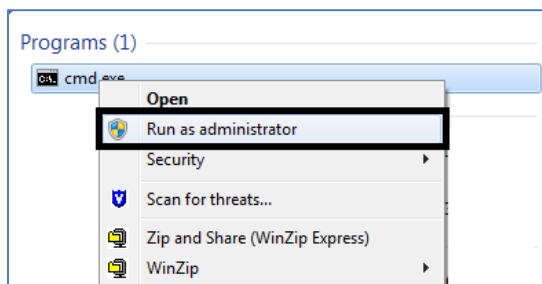 Programs (1)
cmd.exe
Open
Run as administrator
Security
Scan for threats...
Zip and Share (WinZip Express)
WinZip